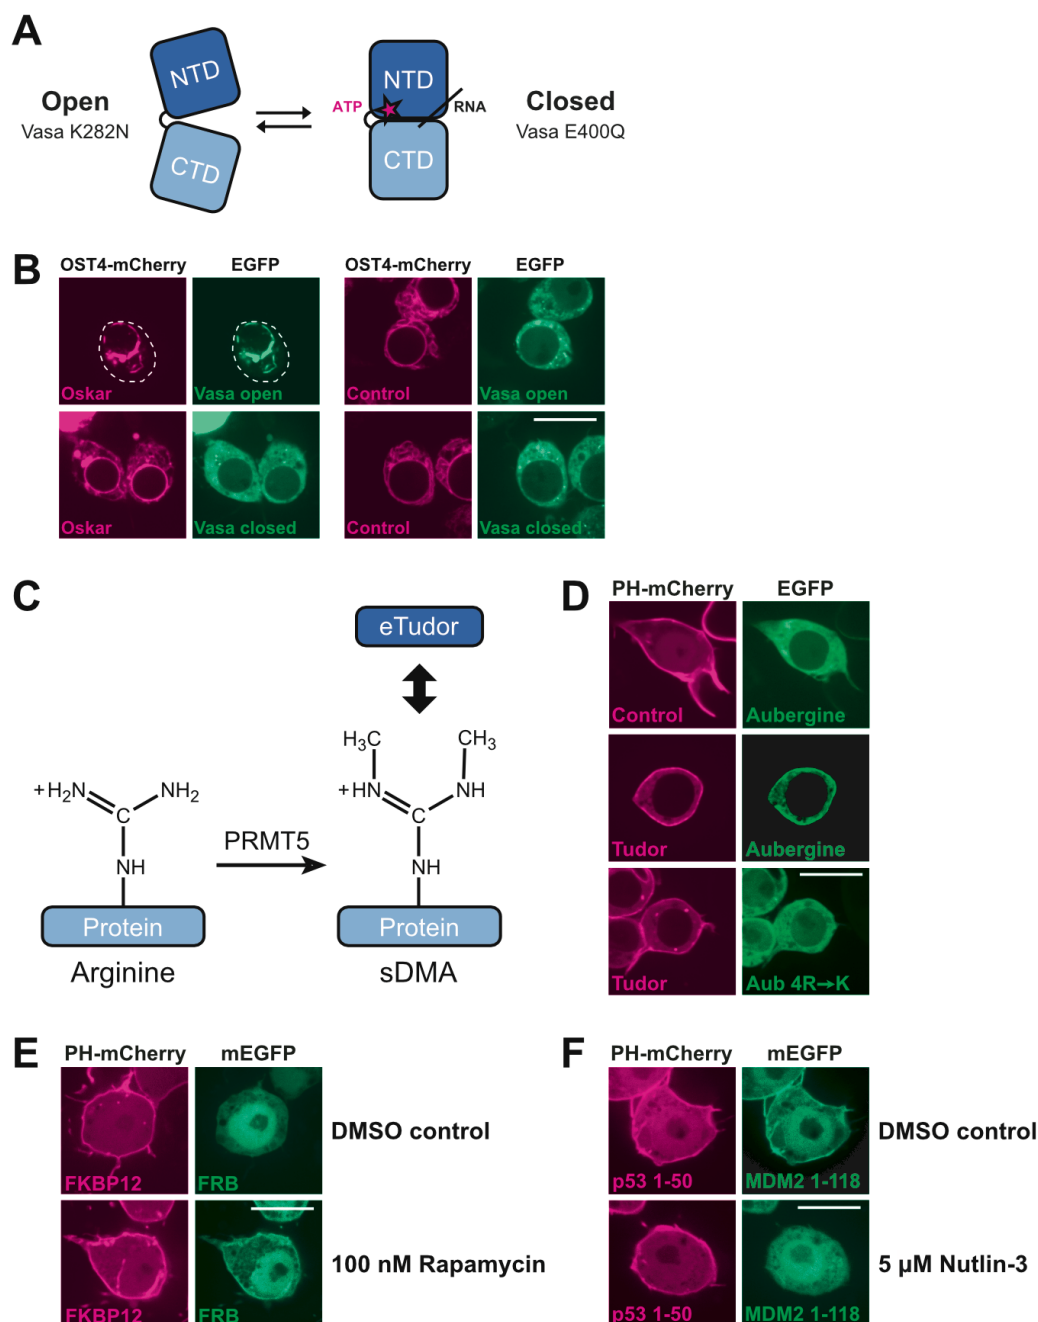 A
Open
Vasa K282N
NTD
CTD
ATP
NTD
RNA
CTD
Closed
Vasa E400Q
B
OST4-mCherry EGFP OST4-mCherry EGFP
Oskar Vasa open Control Vasa open
Oskar Vasa closed Control Vasa closed
C
eTudor
H₃C CH₃
+H₂N NH₂ +HN NH
C C
NH PRMT5 NH
Protein Protein
Arginine sDMA
D
PH-mCherry EGFP
Control Aubergine
Tudor Aubergine
Tudor Aub 4R→K
E
PH-mCherry mEGFP
FKBP12 FRB DMSO control
FKBP12 FRB 100 nM Rapamycin
F
PH-mCherry mEGFP
p53 1-50 MDM2 1-118 DMSO control
p53 1-50 MDM2 1-118 5 µM Nutlin-3